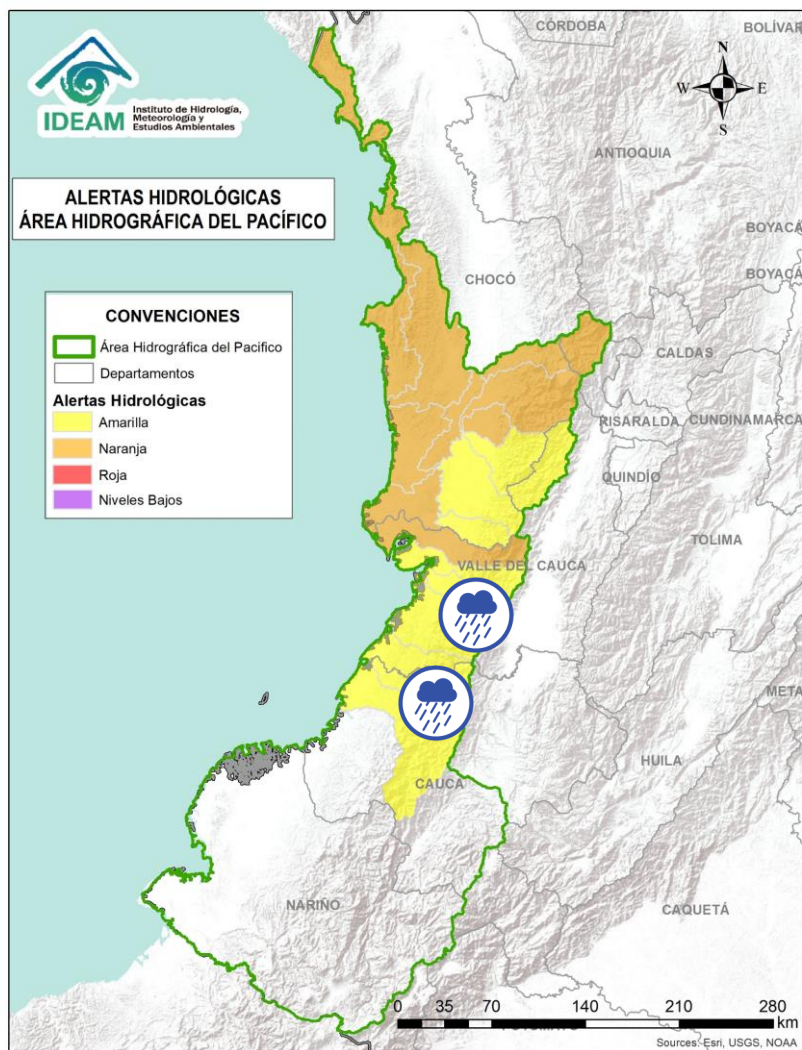 IDEAM
Instituto de Hidrología,
Meteorología y
Estudios Ambientales
ALERTAS HIDROLÓGICAS
ÁREA HIDROGRÁFICA DEL PACÍFICO
CONVENCIONES
Área Hidrográfica del Pacifico
Departamentos
Alertas Hidrológicas
Amarilla
Naranja
Roja
Niveles Bajos
N
W
E
S
CÓRDOBA
BOLÍVAR
ANTIOQUIA
BOYACÁ
BOYACÁ
CHOCÓ
CALDAS
RISARALDA
CUNDINAMARCA
QUINDÍO
TOLIMA
VALLE DEL CAUCA
META
HUILA
CAUCA
NARIÑO
CAQUETÁ
0 35 70 140 210 280
km
Sources: Esri, USGS, NOAA